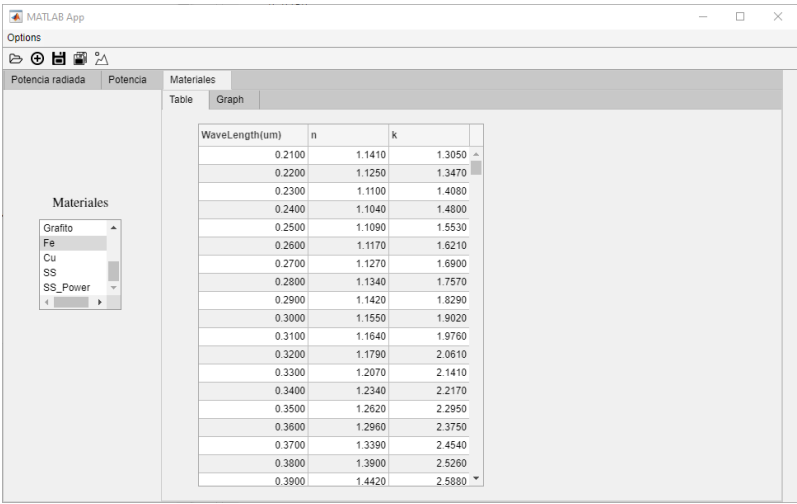 MATLAB App
Options
Potencia radiada Potencia Materiales
Table Graph
Materiales
Grafito
Fe
Cu
SS
SS_Power
WaveLength(um) n k
0.2100 1.1410 1.3050
0.2200 1.1250 1.3470
0.2300 1.1100 1.4080
0.2400 1.1040 1.4800
0.2500 1.1090 1.5530
0.2600 1.1170 1.6210
0.2700 1.1270 1.6900
0.2800 1.1340 1.7570
0.2900 1.1420 1.8290
0.3000 1.1550 1.9020
0.3100 1.1640 1.9760
0.3200 1.1790 2.0610
0.3300 1.2070 2.1410
0.3400 1.2340 2.2170
0.3500 1.2620 2.2950
0.3600 1.2960 2.3750
0.3700 1.3390 2.4540
0.3800 1.3900 2.5260
0.3900 1.4420 2.5880